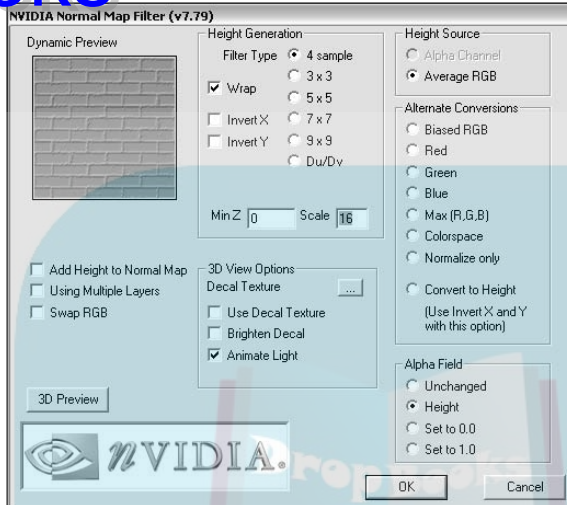 NVIDIA Normal Map Filter (v7.79)
Dynamic Preview
Height Generation
Filter Type
4 sample
3 x 3
5 x 5
7 x 7
9 x 9
Du/Dv
Wrap
Invert X
Invert Y
Min Z 0 Scale 16
Height Source
Alpha Channel
Average RGB
Alternate Conversions
Biased RGB
Red
Green
Blue
Max (R,G,B)
Colorspace
Normalize only
Convert to Height
(Use Invert X and Y
with this option)
Add Height to Normal Map
Using Multiple Layers
Swap RGB
3D View Options
Decal Texture ...
Use Decal Texture
Brighten Decal
Animate Light
Alpha Field
Unchanged
Height
Set to 0.0
Set to 1.0
3D Preview
nVIDIA.
OK
Cancel